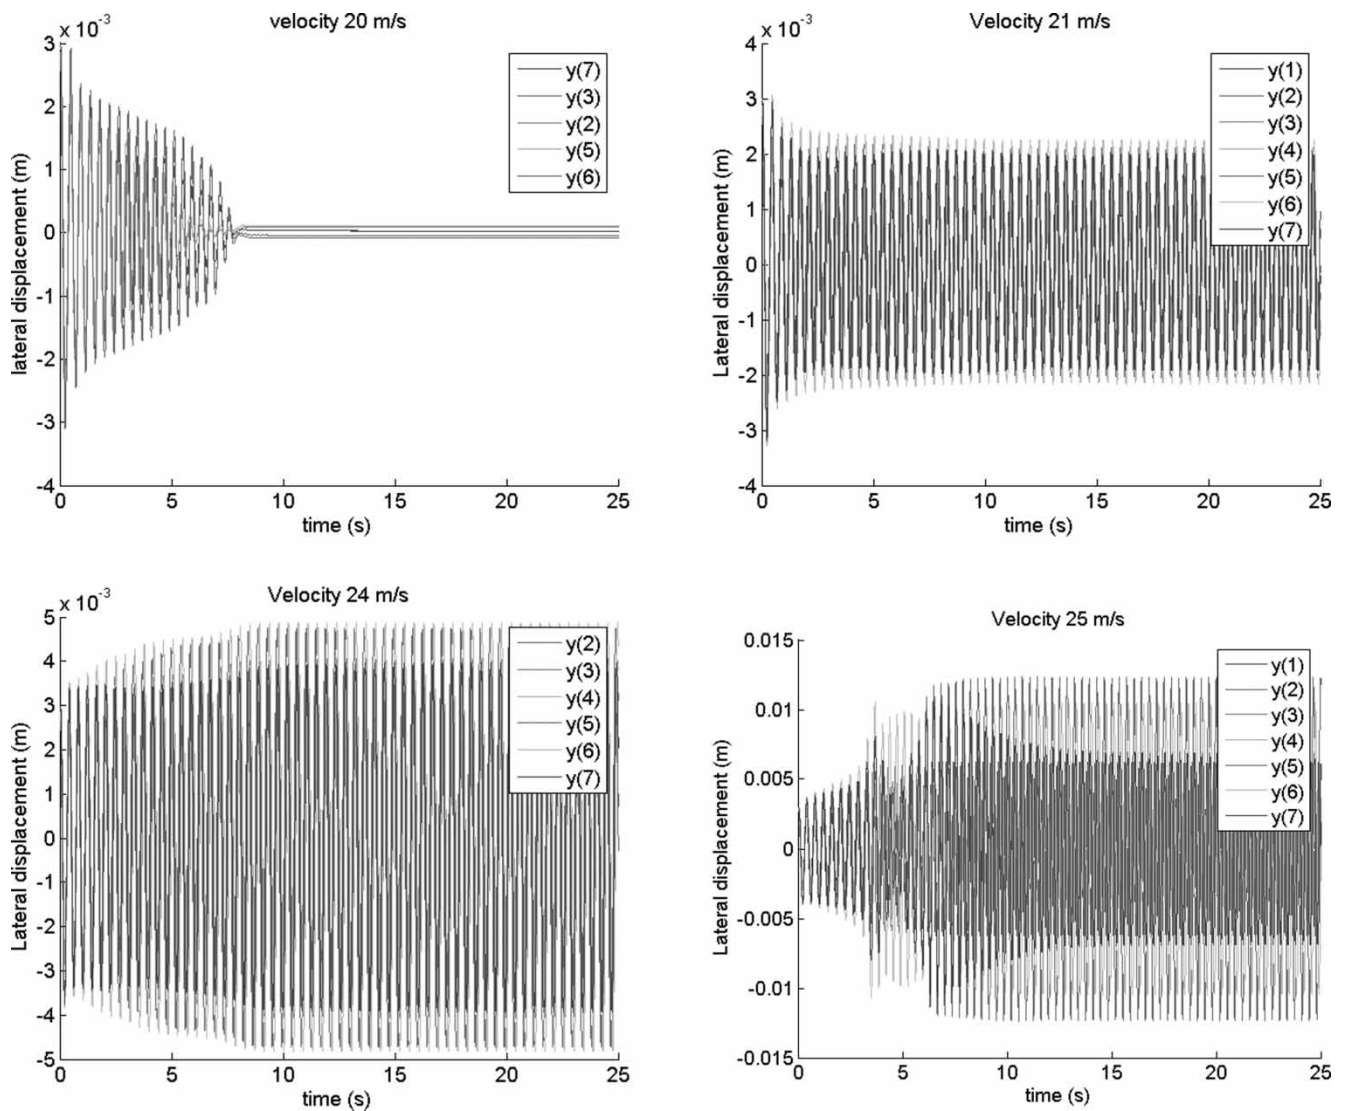 velocity 20 m/s
x 10^-3
3
2
1
0
-1
-2
-3
-4
lateral displacement (m)
0 5 10 15 20 25
time (s)
y(7)
y(3)
y(2)
y(5)
y(6)
Velocity 21 m/s
x 10^-3
4
3
2
1
0
-1
-2
-3
-4
Lateral displacement (m)
0 5 10 15 20 25
time (s)
y(1)
y(2)
y(3)
y(4)
y(5)
y(6)
y(7)
Velocity 24 m/s
x 10^-3
5
4
3
2
1
0
-1
-2
-3
-4
-5
Lateral displacement (m)
0 5 10 15 20 25
time (s)
y(2)
y(3)
y(4)
y(5)
y(6)
y(7)
Velocity 25 m/s
0.015
0.01
0.005
0
-0.005
-0.01
-0.015
Lateral displacement (m)
0 5 10 15 20 25
time (s)
y(1)
y(2)
y(3)
y(4)
y(5)
y(6)
y(7)